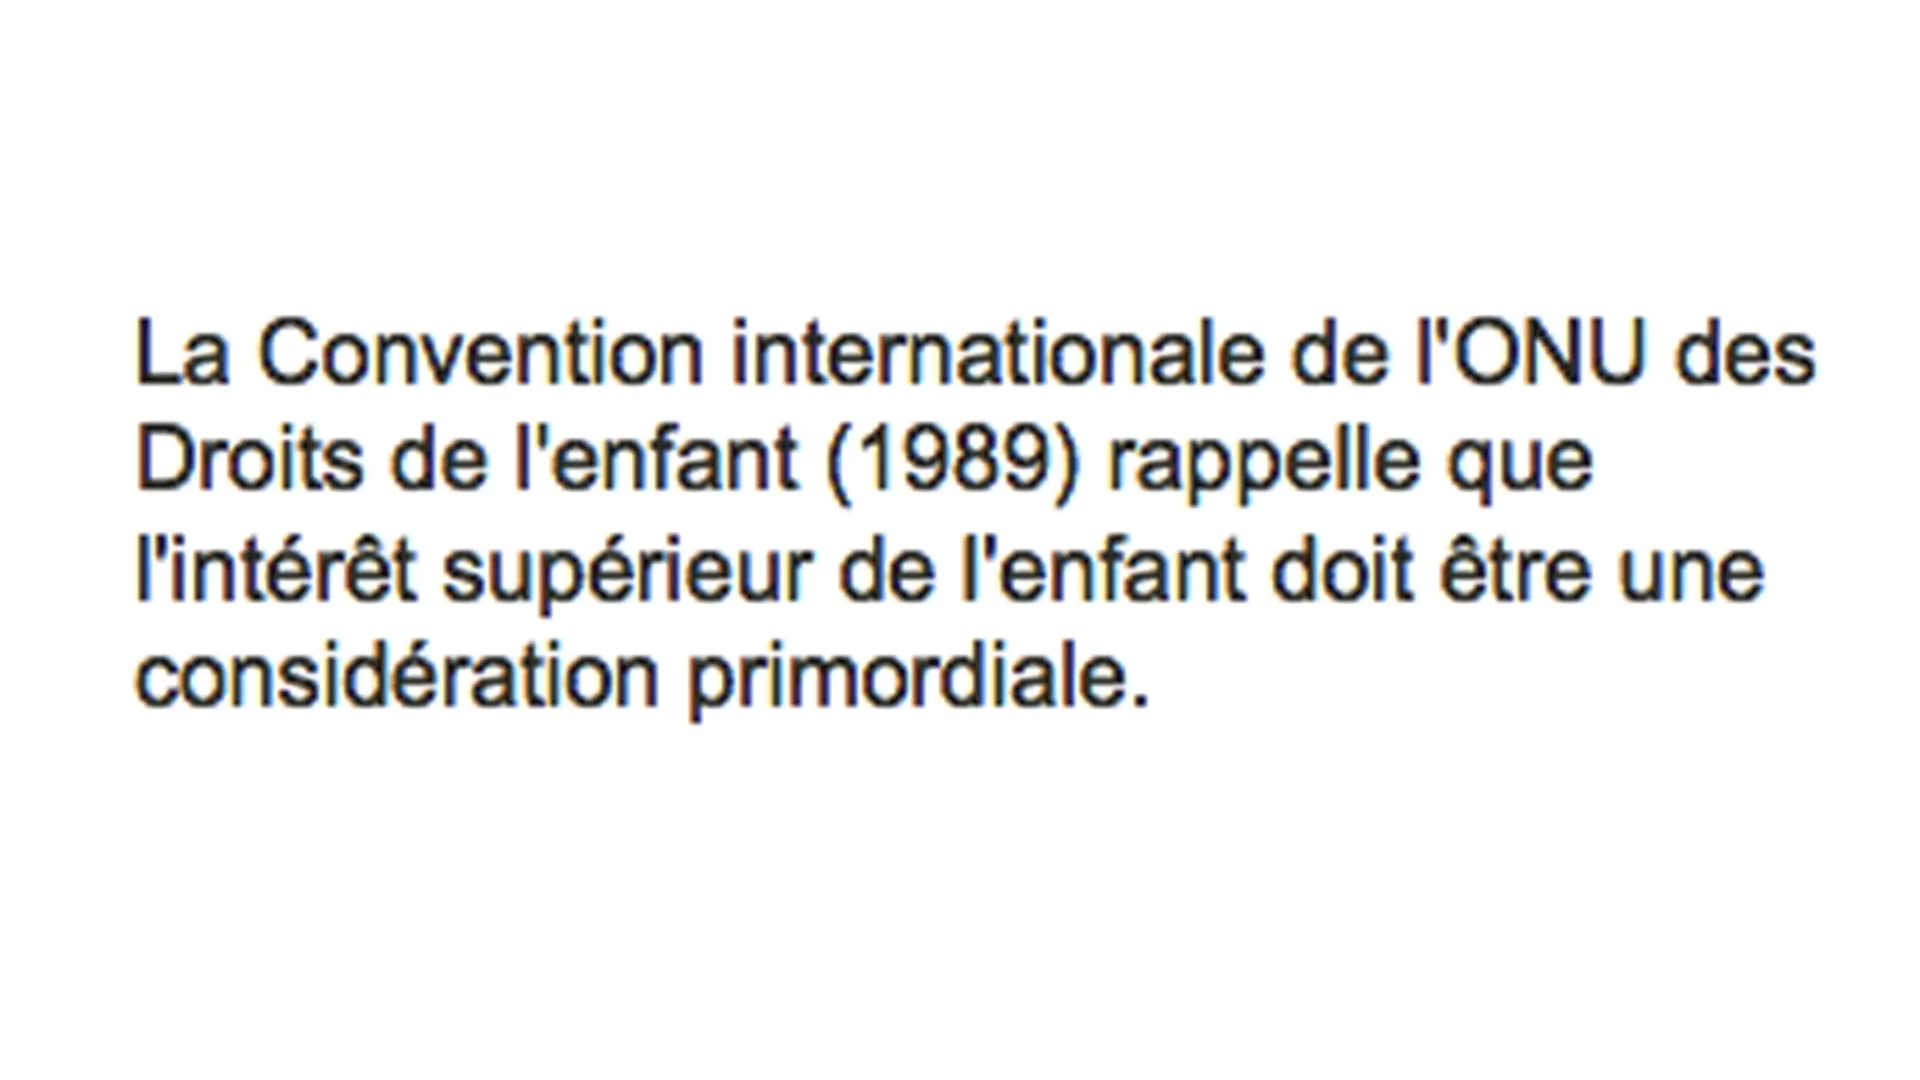 La Convention internationale de l'ONU des
Droits de l'enfant (1989) rappelle que
l'intérêt supérieur de l'enfant doit être une
considération primordiale.